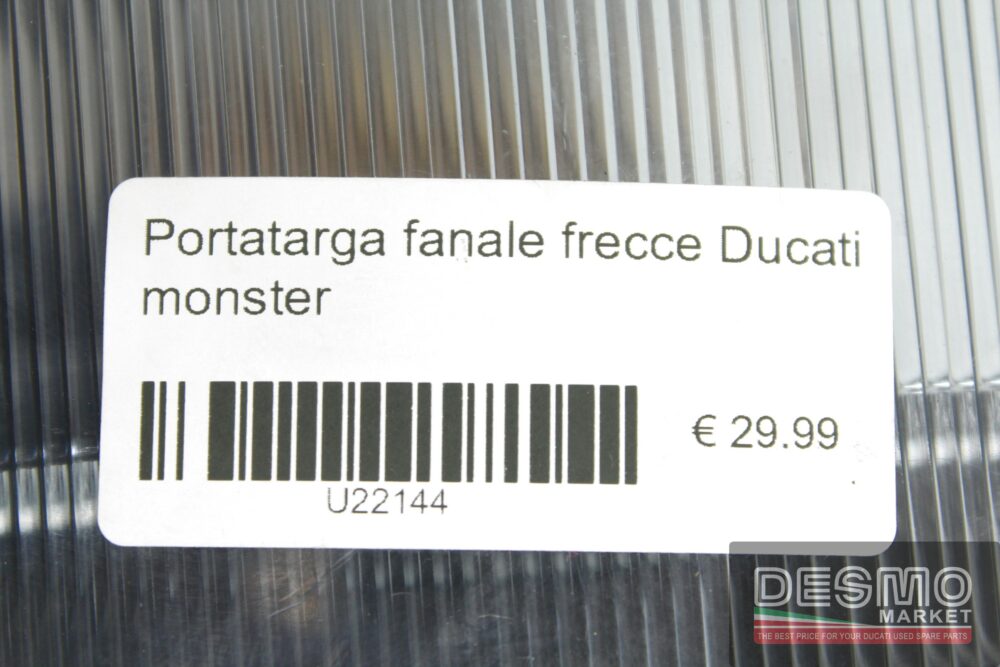 Portatarga fanale frecce Ducati
monster
€ 29.99
U22144
DESMO
MARKET
THE BEST PRICE FOR YOUR DUCATI USED SPARE PARTS